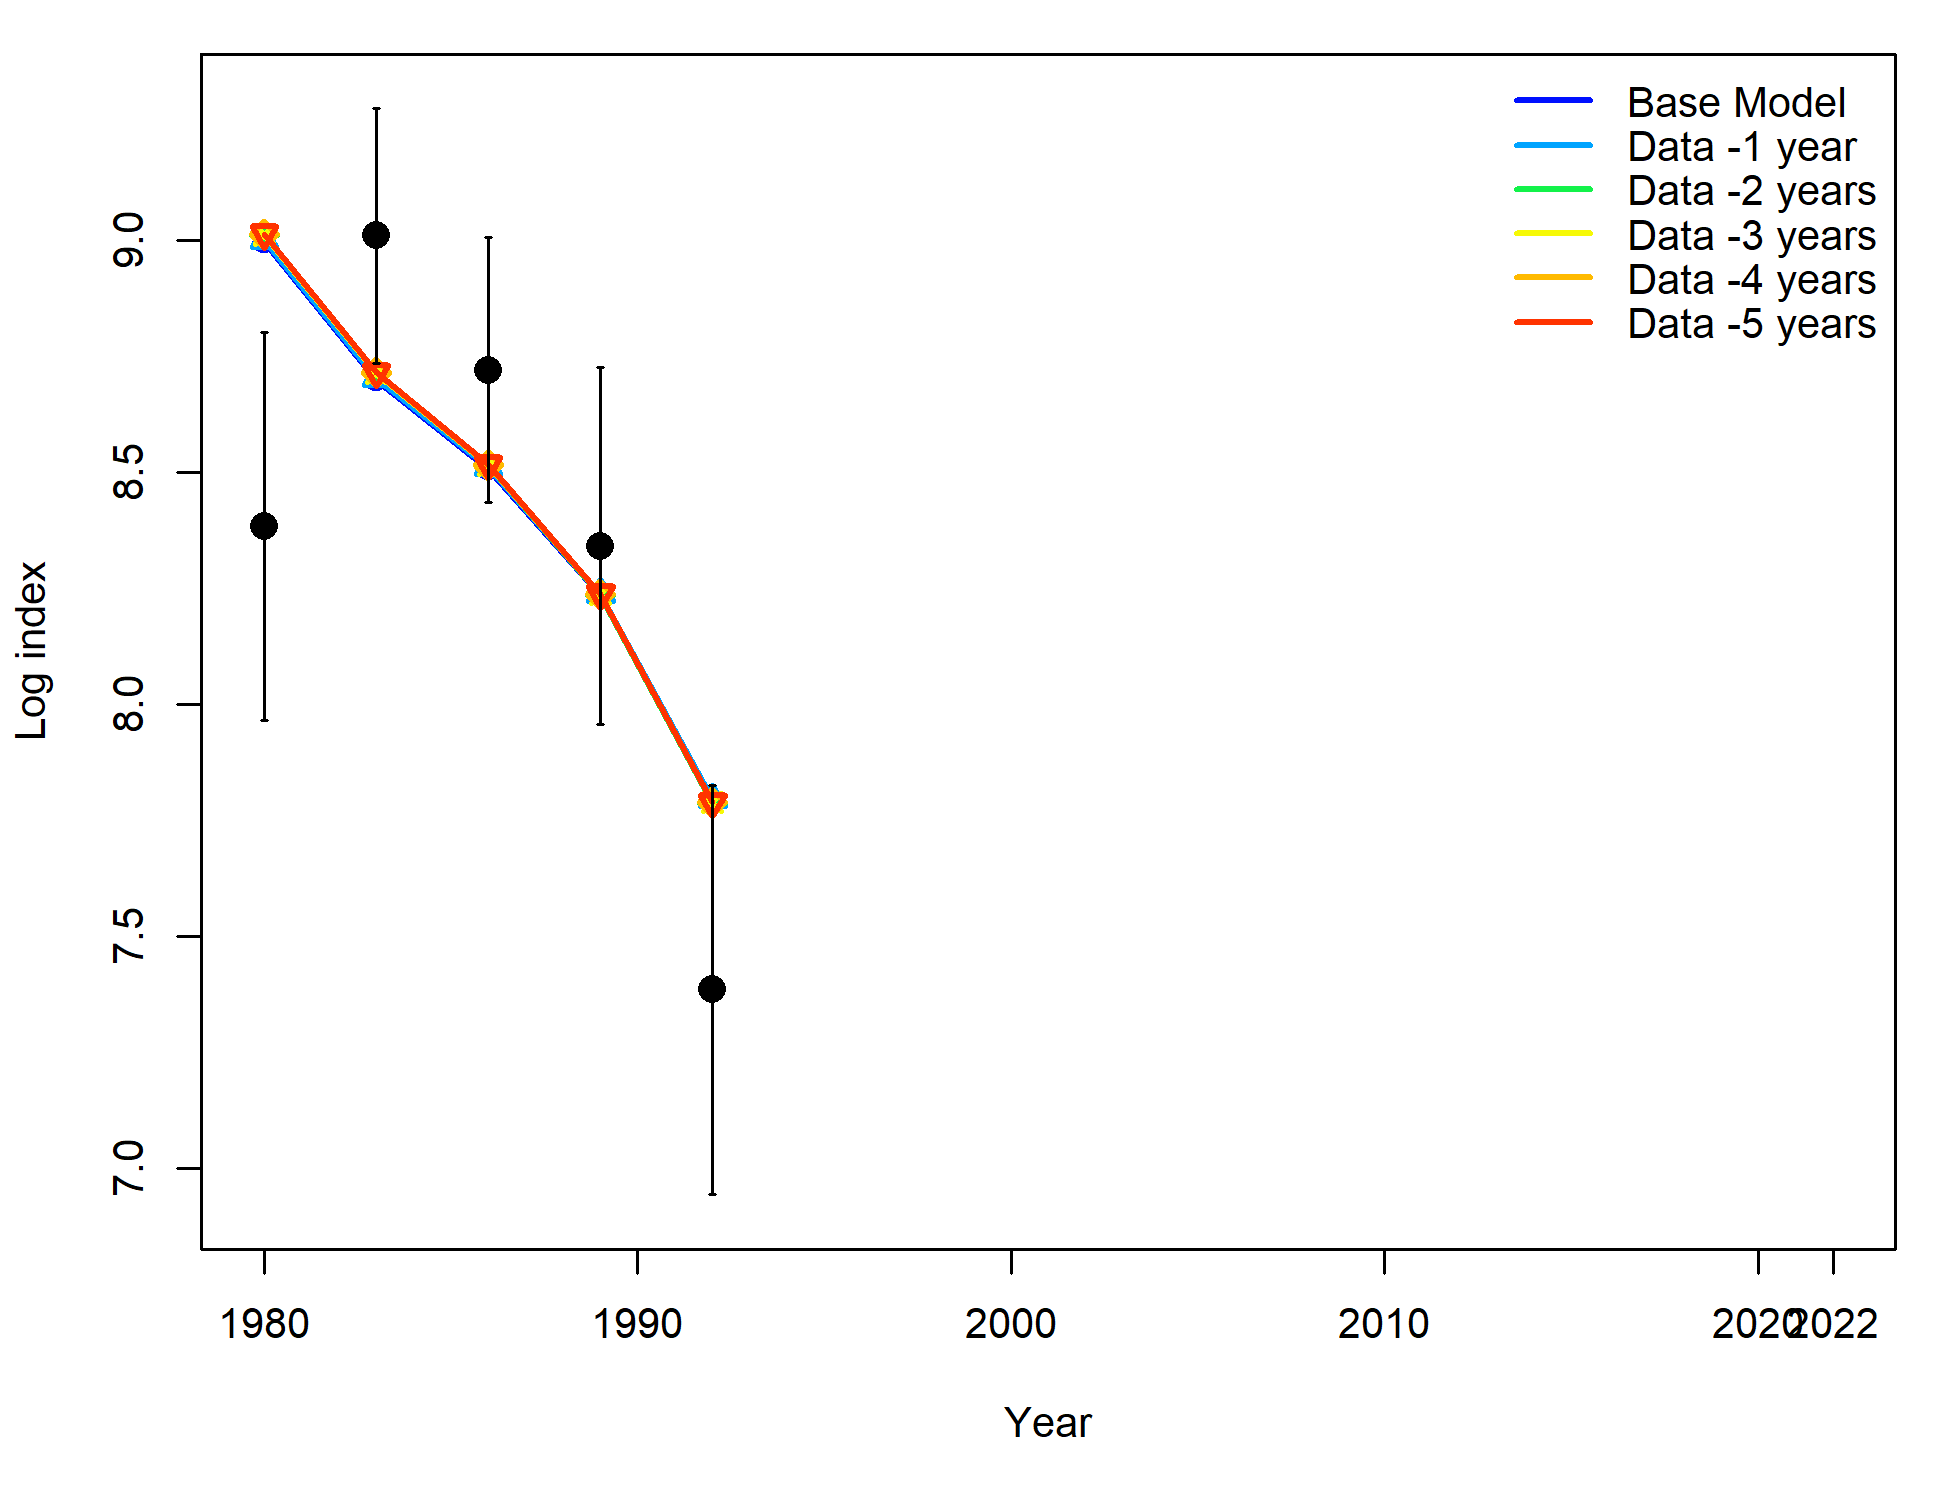 Base Model
Data -1 year
Data -2 years
Data -3 years
Data -4 years
Data -5 years
Log index
9.0
8.5
8.0
7.5
7.0
1980 1990 2000 2010 2020 2022
Year